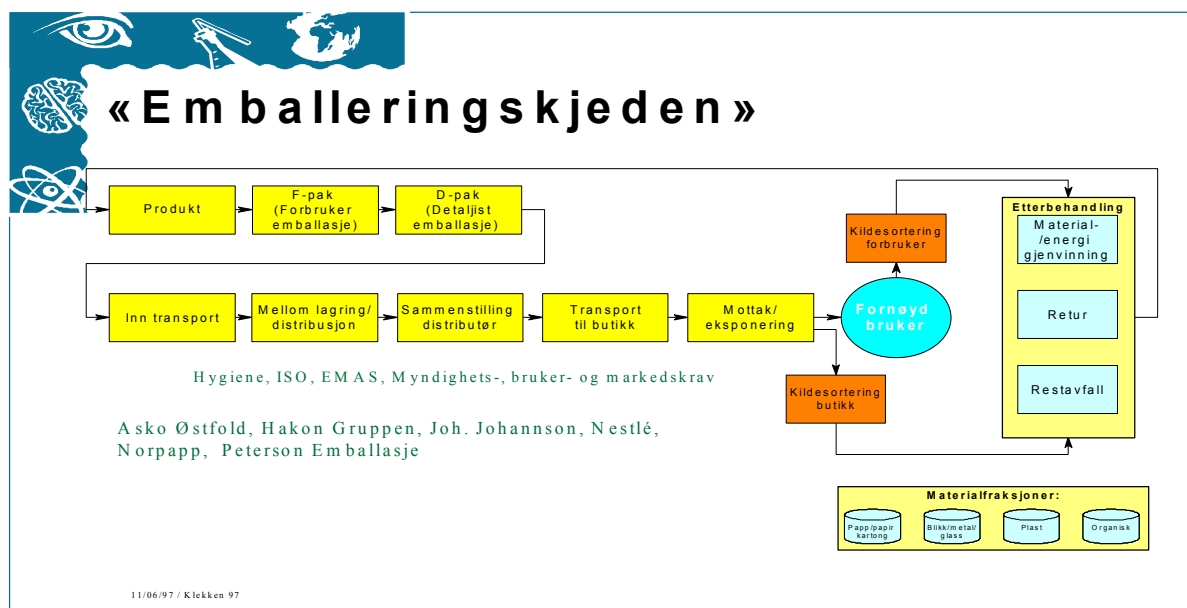 «Emballeringskjeden»
Produkt
F-pak
(Forbruker
emballasje)
D-pak
(Detaljist
emballasje)
Inn transport
Mellom lagring/
distribusjon
Sammenstilling
distributør
Transport
til butikk
Mottak/
eksponering
Fornøyd
bruker
Kildesortering
forbruker
Kildesortering
butikk
Etterbehandling
Material-
/energi
gjenvinning
Retur
Restavfall
Hygiene, ISO, EMAS, Myndighets-, bruker- og markedskrav
Asko Østfold, Hakon Gruppen, Joh. Johannson, Nestlé,
Norpapp, Peterson Emballasje
Materialfraksjoner:
Papp/papir
kartong
Blikk/metal/
glass
Plast
Organisk
11/06/97 / Klekken 97